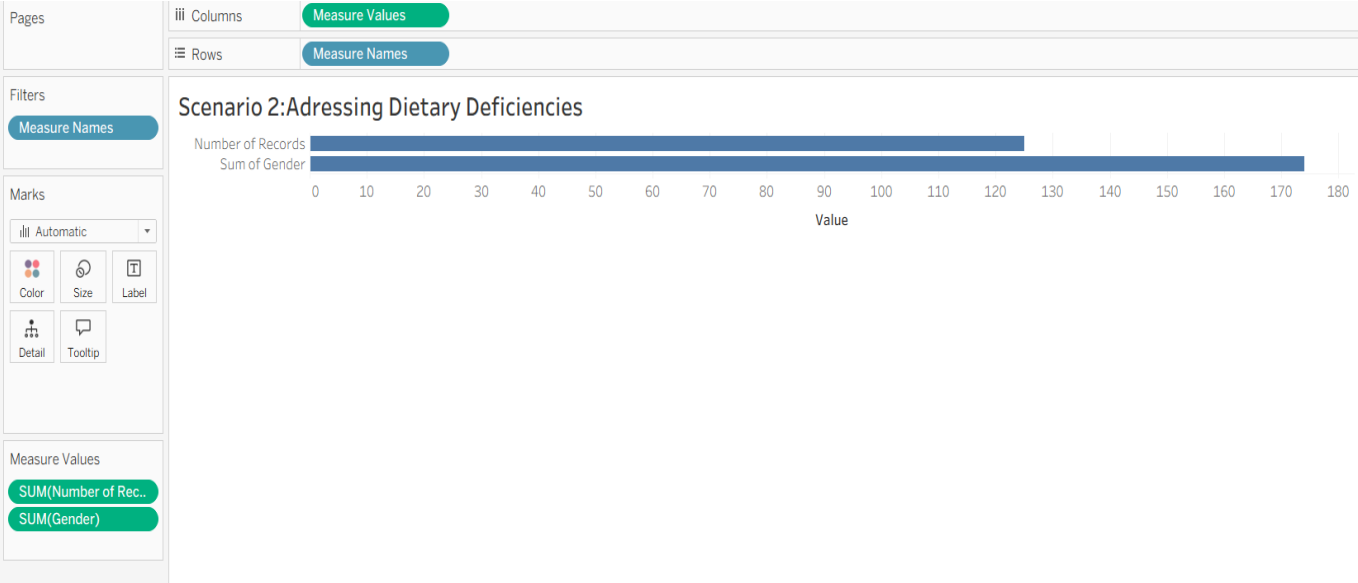 Pages
Columns
Measure Values
Rows
Measure Names
Filters
Measure Names
Marks
Automatic
Color
Size
Label
Detail
Tooltip
Measure Values
SUM(Number of Rec..
SUM(Gender)
Scenario 2:Adressing Dietary Deficiencies
Number of Records
Sum of Gender
0 10 20 30 40 50 60 70 80 90 100 110 120 130 140 150 160 170 180
Value